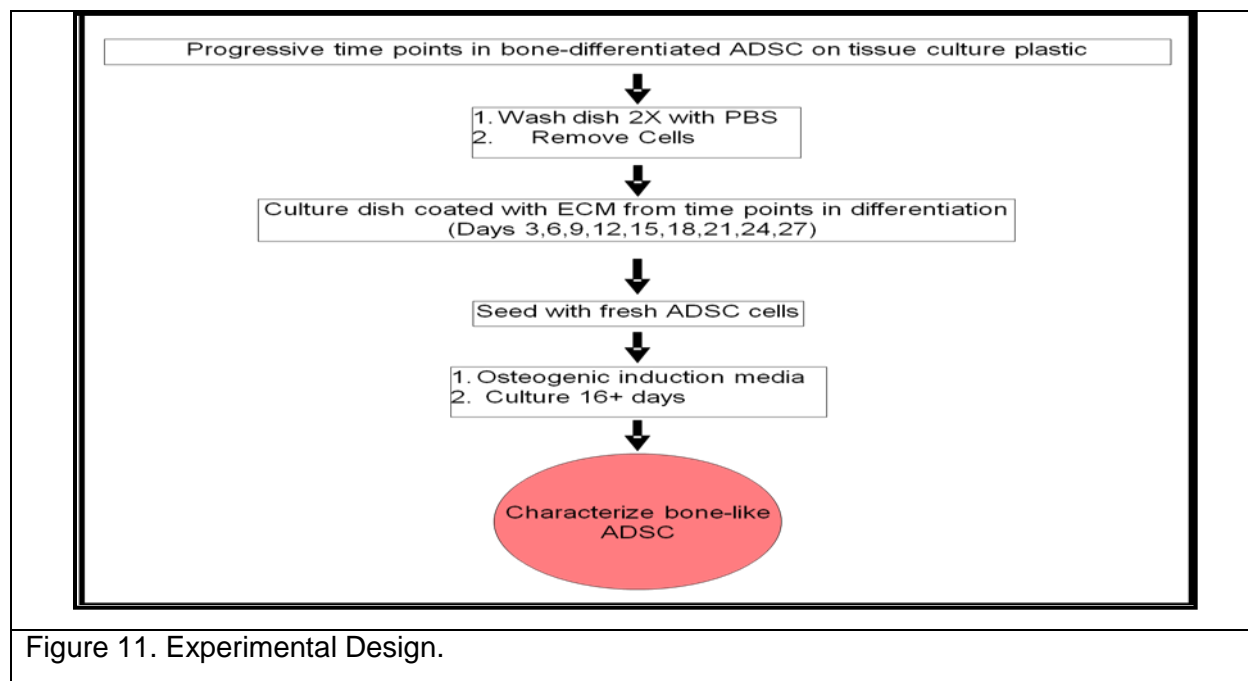 Progressive time points in bone-differentiated ADSC on tissue culture plastic
1. Wash dish 2X with PBS
2. Remove Cells
Culture dish coated with ECM from time points in differentiation
(Days 3,6,9,12,15,18,21,24,27)
Seed with fresh ADSC cells
1. Osteogenic induction media
2. Culture 16+ days
Characterize bone-like
ADSC
Figure 11. Experimental Design.